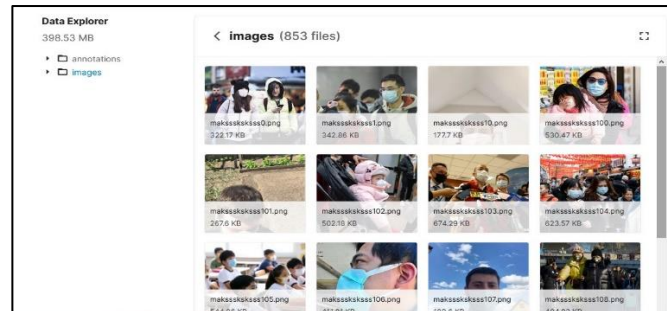 Data Explorer
398.53 MB
annotations
images
< images (853 files)
maksssksksss0.png
322.17 KB
maksssksksss1.png
342.86 KB
maksssksksss10.png
177.7 KB
maksssksksss100.png
530.47 KB
maksssksksss101.png
267.6 KB
maksssksksss102.png
502.18 KB
maksssksksss103.png
674.29 KB
maksssksksss104.png
623.57 KB
maksssksksss105.png
maksssksksss106.png
maksssksksss107.png
maksssksksss108.png